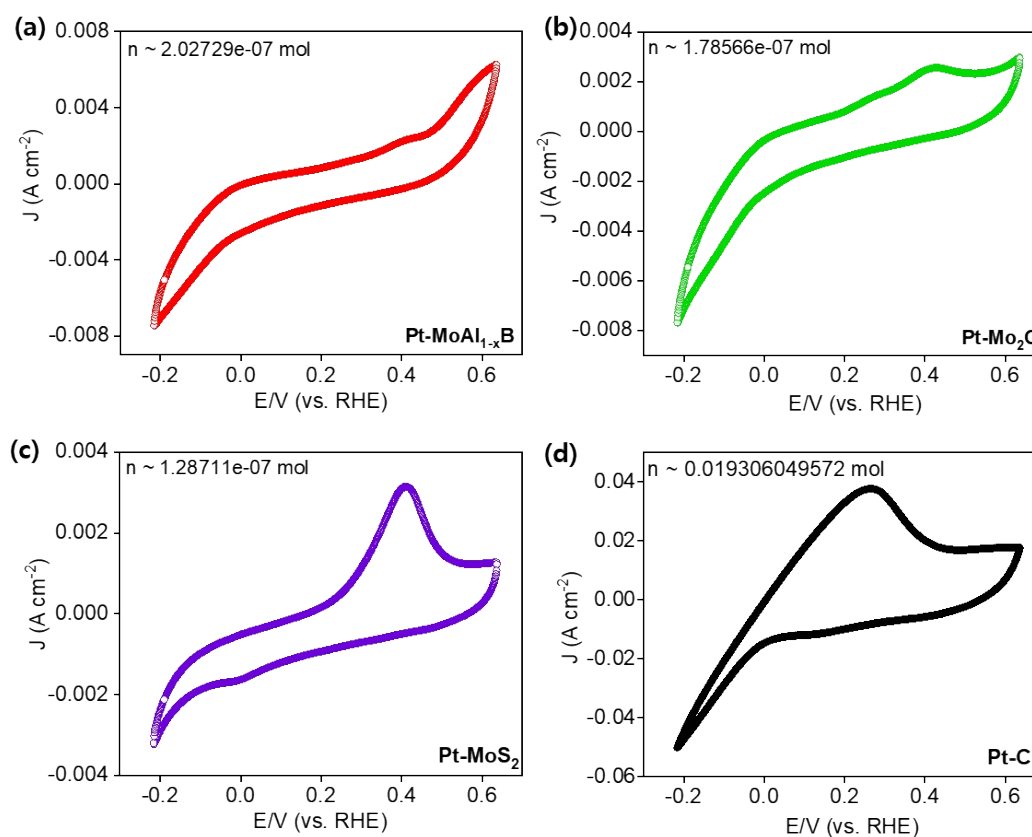 (a)
n ~ 2.02729e-07 mol
J (A cm⁻²)
0.008
0.004
0.000
-0.004
-0.008
Pt-MoAl₁₋ₓB
-0.2 0.0 0.2 0.4 0.6
E/V (vs. RHE)
(b)
n ~ 1.78566e-07 mol
J (A cm⁻²)
0.004
0.002
0.000
-0.002
-0.004
-0.006
-0.008
Pt-Mo₂C
-0.2 0.0 0.2 0.4 0.6
E/V (vs. RHE)
(c)
n ~ 1.28711e-07 mol
J (A cm⁻²)
0.004
0.002
0.000
-0.002
-0.004
Pt-MoS₂
-0.2 0.0 0.2 0.4 0.6
E/V (vs. RHE)
(d)
n ~ 0.019306049572 mol
J (A cm⁻²)
0.04
0.02
0.00
-0.02
-0.04
-0.06
Pt-C
-0.2 0.0 0.2 0.4 0.6
E/V (vs. RHE)